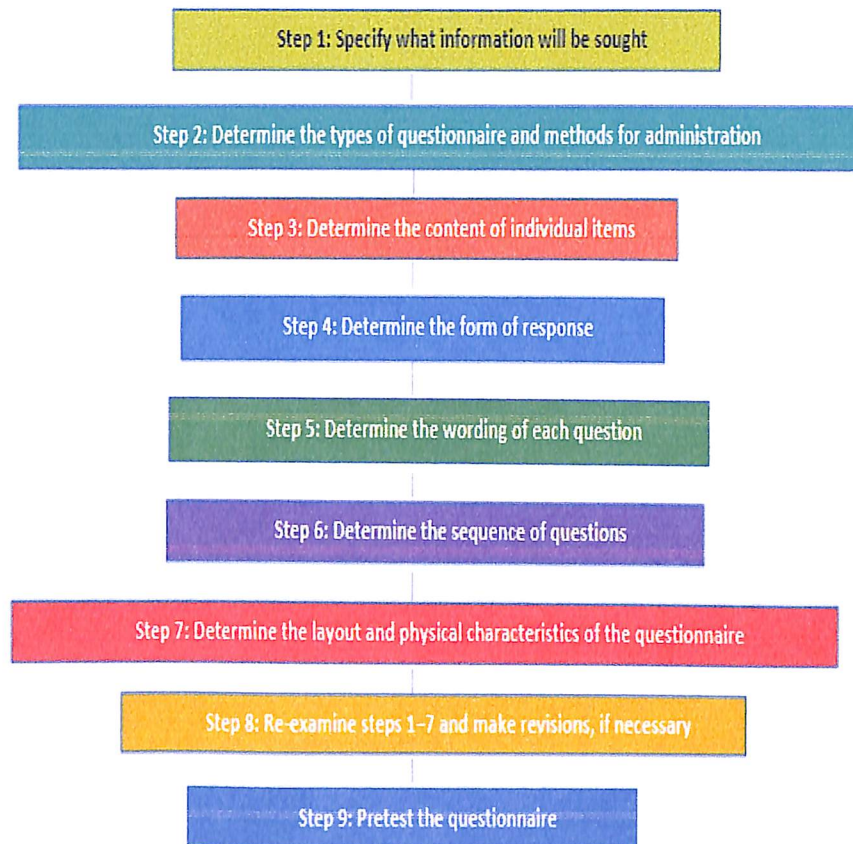 Step 1: Specify what information will be sought
Step 2: Determine the types of questionnaire and methods for administration
Step 3: Determine the content of individual items
Step 4: Determine the form of response
Step 5: Determine the wording of each question
Step 6: Determine the sequence of questions
Step 7: Determine the layout and physical characteristics of the questionnaire
Step 8: Re-examine steps 1–7 and make revisions, if necessary
Step 9: Pretest the questionnaire